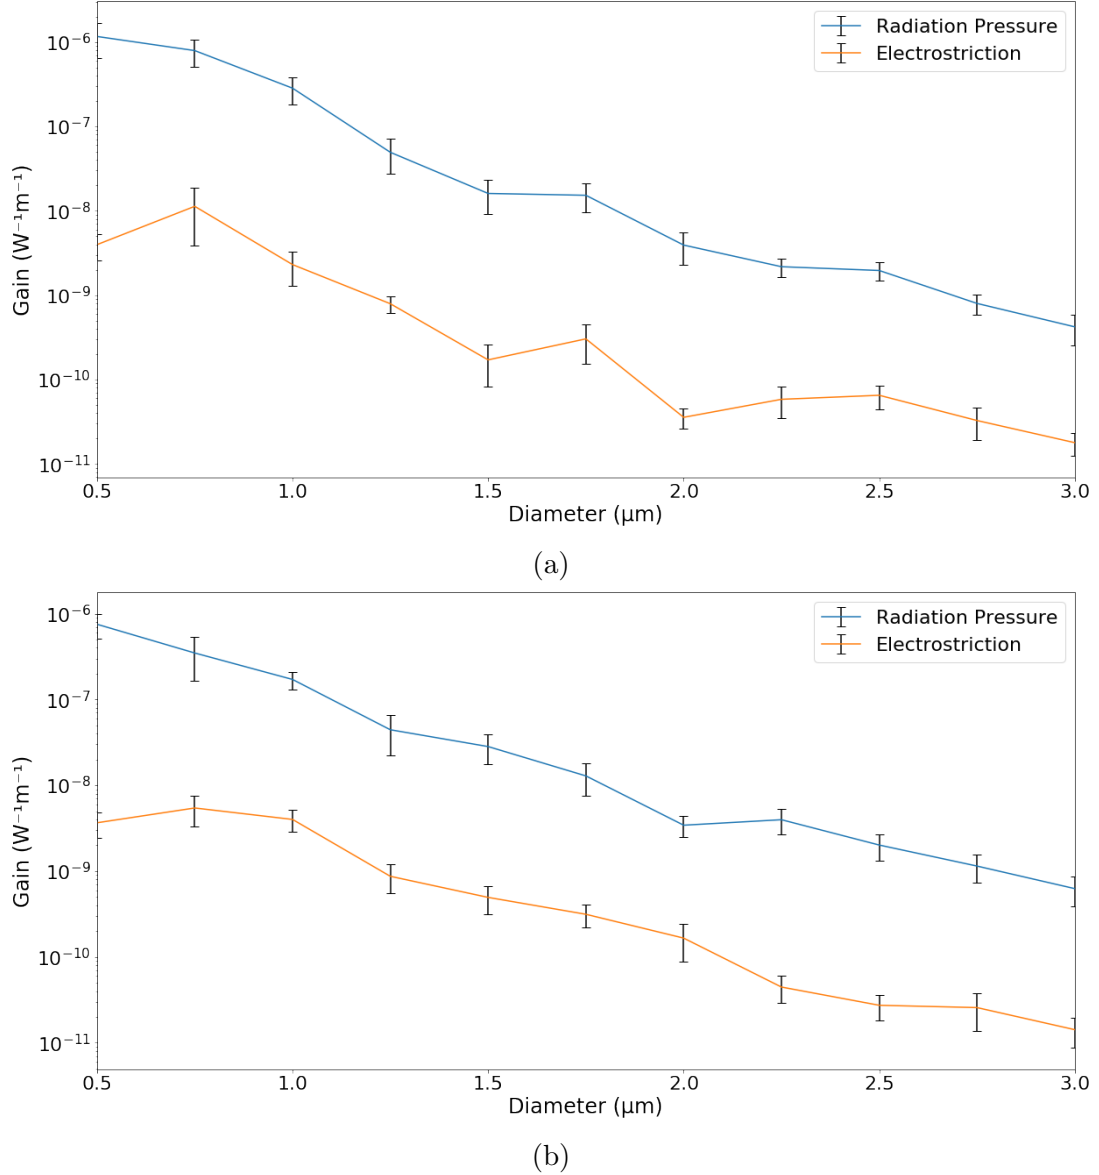 Radiation Pressure
Electrostriction
10⁻⁶
10⁻⁷
10⁻⁸
10⁻⁹
10⁻¹⁰
10⁻¹¹
Gain (W⁻¹m⁻¹)
0.5 1.0 1.5 2.0 2.5 3.0
Diameter (μm)
(a)
Radiation Pressure
Electrostriction
10⁻⁶
10⁻⁷
10⁻⁸
10⁻⁹
10⁻¹⁰
10⁻¹¹
Gain (W⁻¹m⁻¹)
0.5 1.0 1.5 2.0 2.5 3.0
Diameter (μm)
(b)